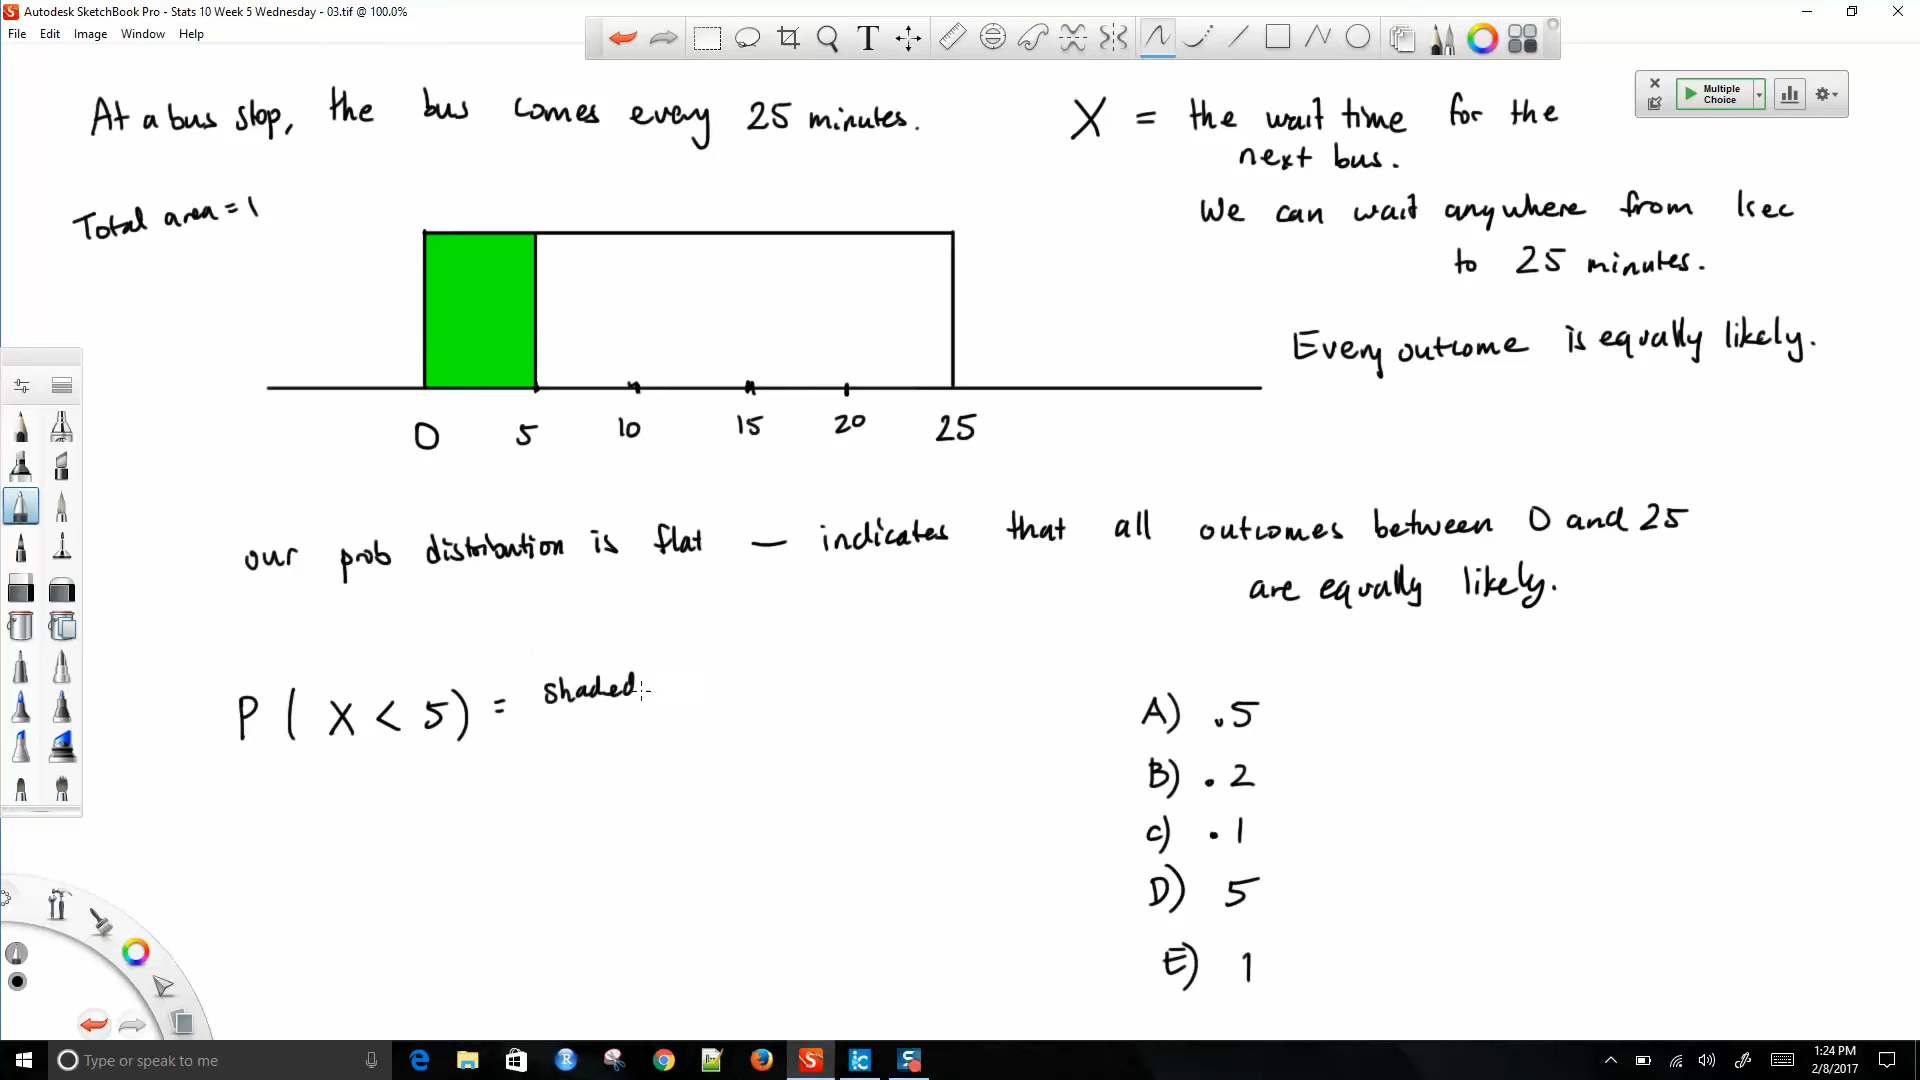 Autodesk SketchBook Pro - Stats 10 Week 5 Wednesday - 03.tif @ 100.0%
File Edit Image Window Help
T
Multiple
Choice
At a bus stop, the bus comes every 25 minutes.
X = the wait time for the
next bus.
Total area = 1
We can wait anywhere from 1sec
to 25 minutes.
Every outcome is equally likely.
0 5 10 15 20 25
our prob distribution is flat — indicates that all outcomes between 0 and 25
are equally likely.
P ( X < 5) = shaded
A) .5
B) .2
C) .1
D) 5
E) 1
Type or speak to me
1:24 PM
2/8/2017